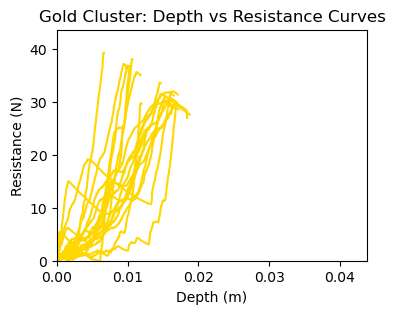 Gold Cluster: Depth vs Resistance Curves
40
30
20
10
0
Resistance (N)
0.00 0.01 0.02 0.03 0.04
Depth (m)